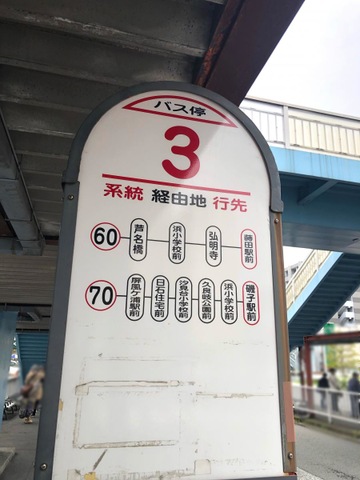 バス停
3
系統 経由地 行先
60 芦名橋 浜小学校前 弘明寺 蒔田駅前
70 屏風ケ浦駅前 白石住宅前 汐見台小学校前 久良岐公園前 浜小学校前 磯子駅前